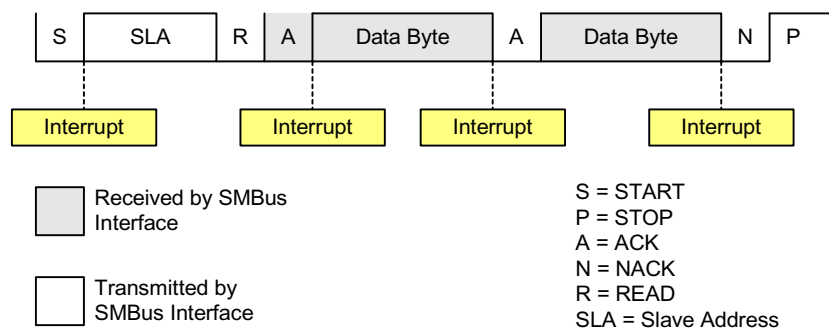 S SLA R A Data Byte A Data Byte N P
Interrupt Interrupt Interrupt Interrupt
Received by SMBus
Interface
Transmitted by
SMBus Interface
S = START
P = STOP
A = ACK
N = NACK
R = READ
SLA = Slave Address